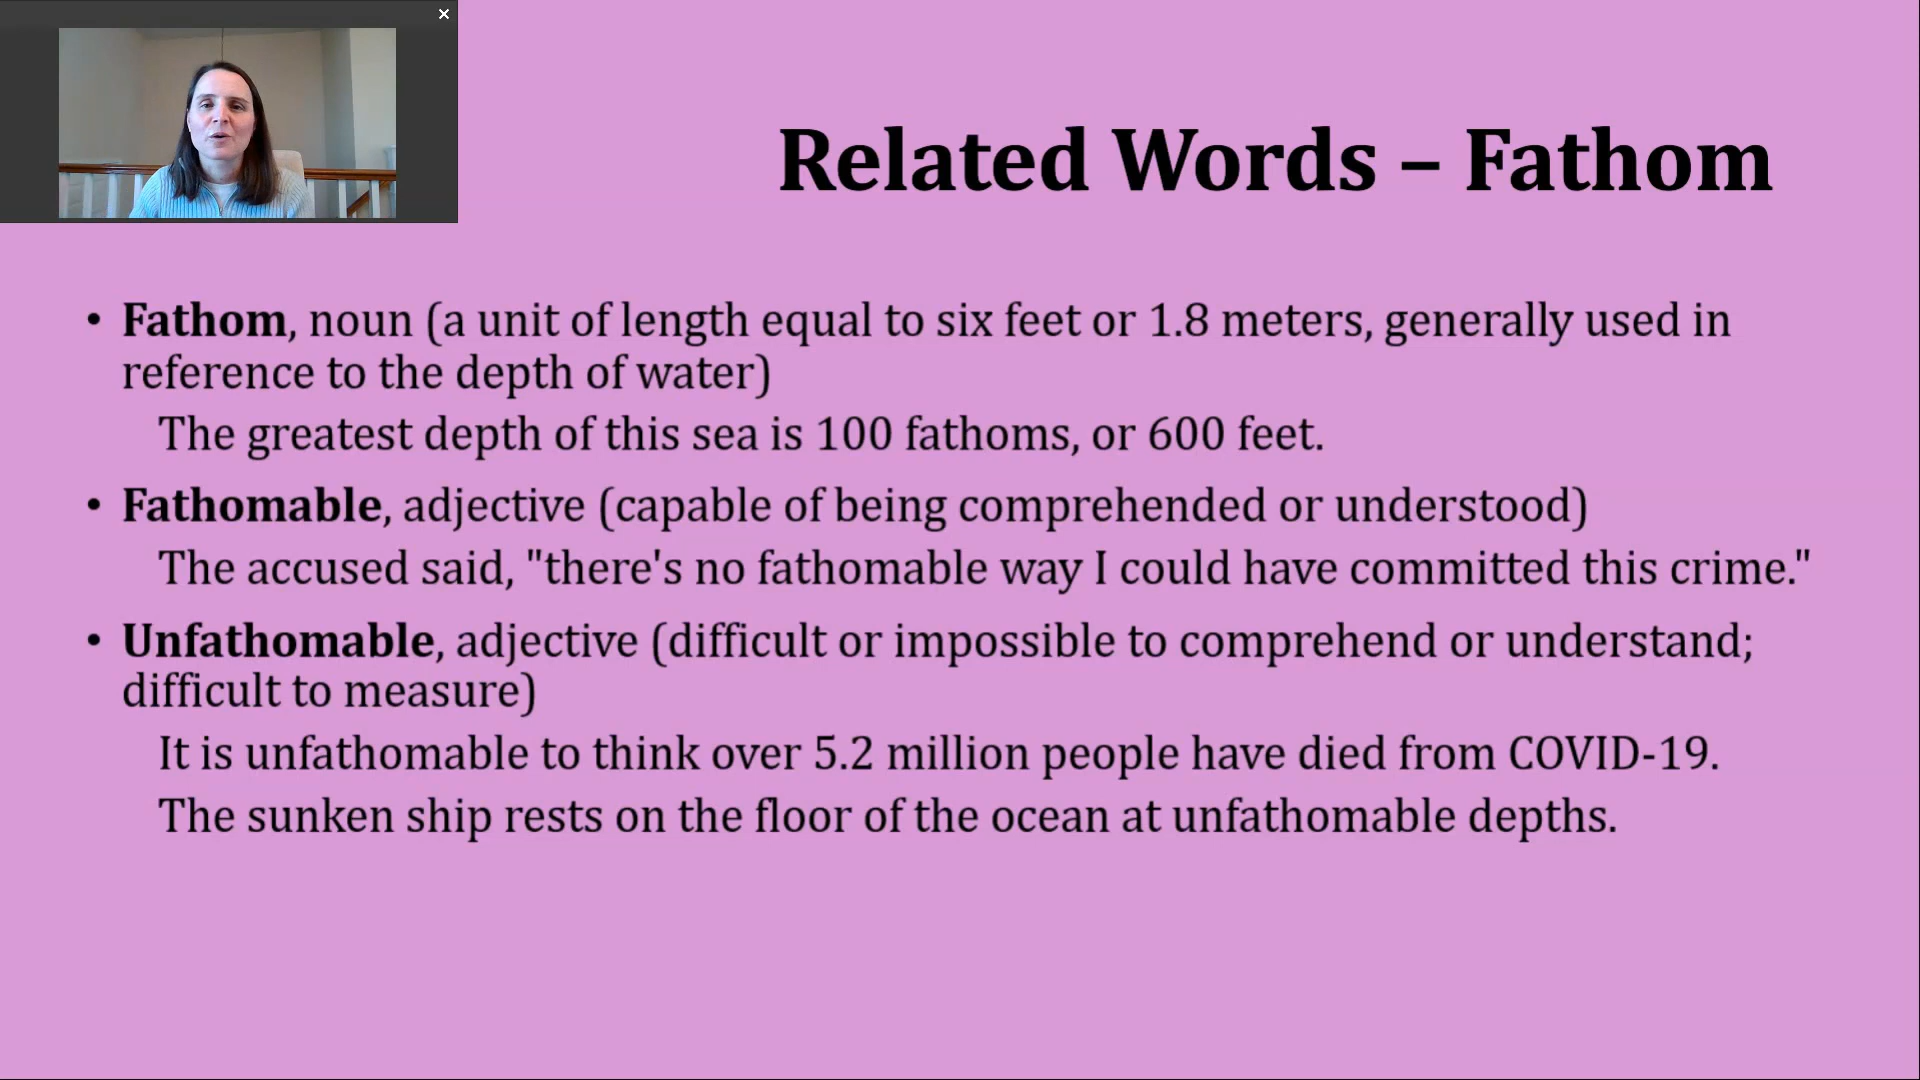 Related Words – Fathom
• Fathom, noun (a unit of length equal to six feet or 1.8 meters, generally used in
reference to the depth of water)
The greatest depth of this sea is 100 fathoms, or 600 feet.
• Fathomable, adjective (capable of being comprehended or understood)
The accused said, "there's no fathomable way I could have committed this crime."
• Unfathomable, adjective (difficult or impossible to comprehend or understand;
difficult to measure)
It is unfathomable to think over 5.2 million people have died from COVID-19.
The sunken ship rests on the floor of the ocean at unfathomable depths.